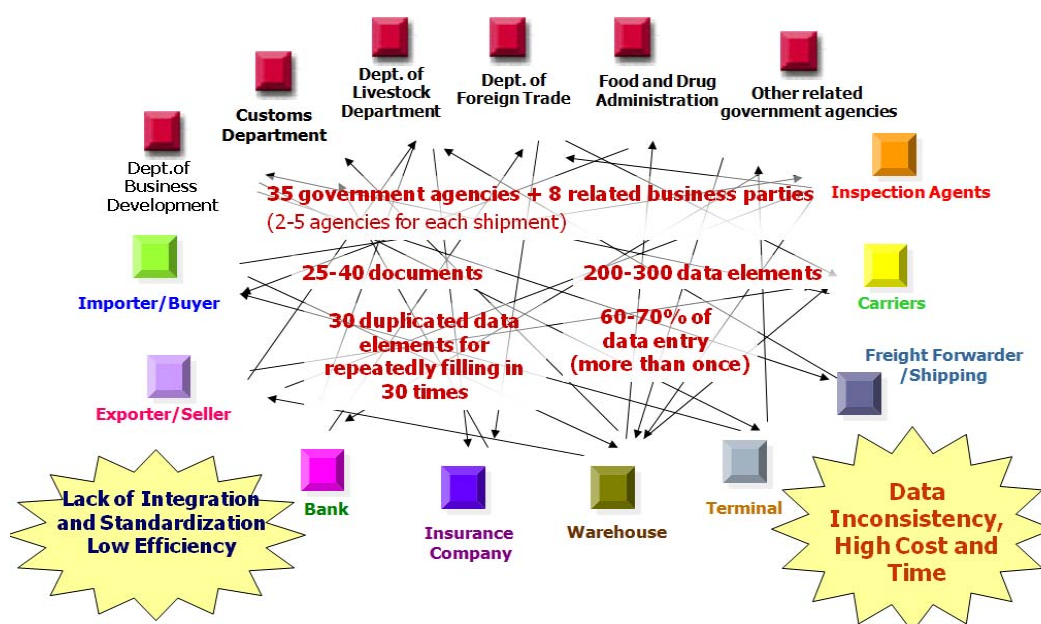 Dept. of
Livestock
Department
Dept. of
Foreign Trade
Food and Drug
Administration
Other related
government agencies
Customs
Department
Dept.of
Business
Development
Inspection Agents
35 government agencies + 8 related business parties
(2-5 agencies for each shipment)
25-40 documents
200-300 data elements
Importer/Buyer
Carriers
30 duplicated data
elements for
repeatedly filling in
30 times
60-70% of
data entry
(more than once)
Freight Forwarder
/Shipping
Exporter/Seller
Bank
Insurance
Company
Warehouse
Terminal
Lack of Integration
and Standardization
Low Efficiency
Data
Inconsistency,
High Cost and
Time